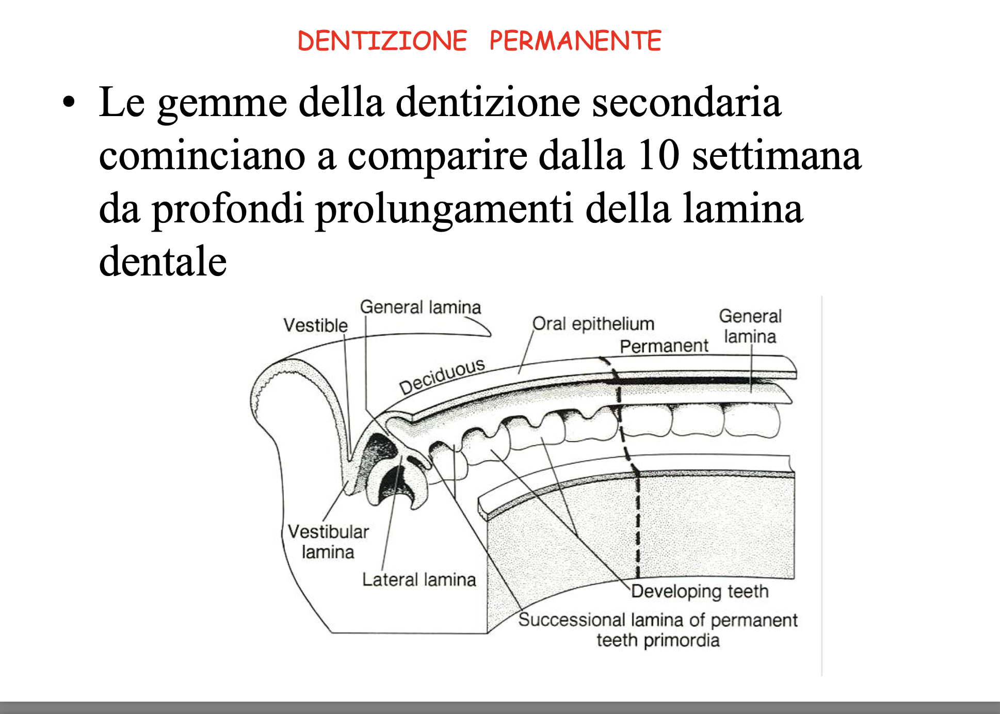 DENTIZIONE PERMANENTE
• Le gemme della dentizione secondaria
cominciano a comparire dalla 10 settimana
da profondi prolungamenti della lamina
dentale
General lamina
Vestible
Oral epithelium
General
lamina
Permanent
Deciduous
Vestibular
lamina
Lateral lamina
Developing teeth
Successional lamina of permanent
teeth primordia